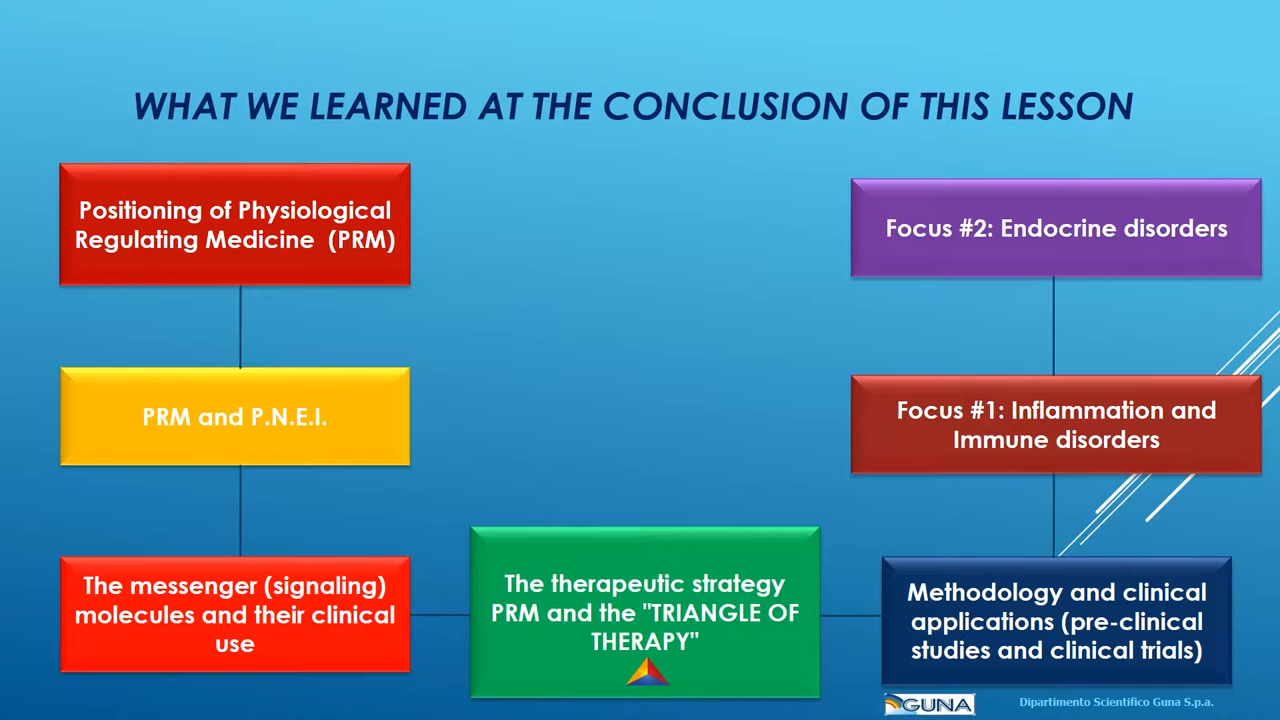 WHAT WE LEARNED AT THE CONCLUSION OF THIS LESSON
Positioning of Physiological
Regulating Medicine (PRM)
PRM and P.N.E.I.
The messenger (signaling)
molecules and their clinical
use
The therapeutic strategy
PRM and the "TRIANGLE OF
THERAPY"
Methodology and clinical
applications (pre-clinical
studies and clinical trials)
Focus #1: Inflammation and
Immune disorders
Focus #2: Endocrine disorders
GUNA
Dipartimento Scientifico Guna S.p.a.